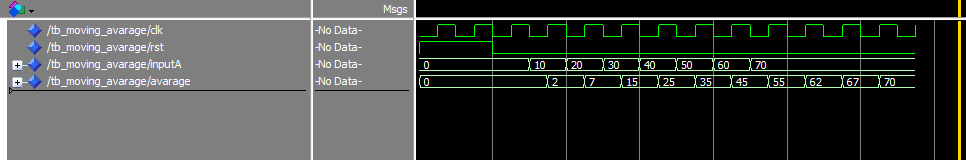 Msgs
/tb_moving_avarage/clk -No Data-
/tb_moving_avarage/rst -No Data-
/tb_moving_avarage/inputA -No Data- 0 10 20 30 40 50 60 70
/tb_moving_avarage/avarage -No Data- 0 2 7 15 25 35 45 55 62 67 70